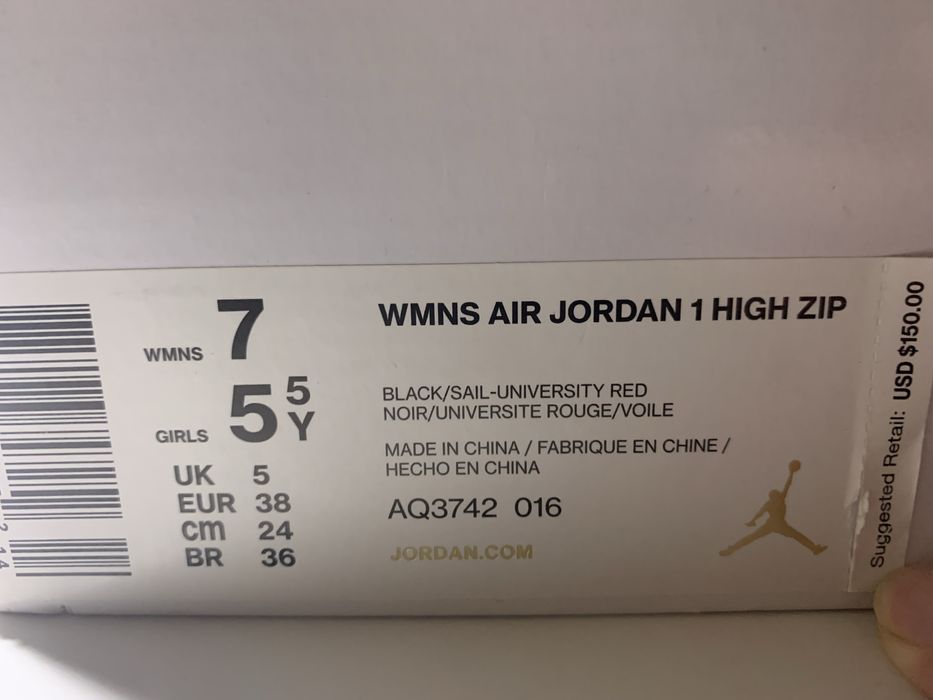 WMNS 7
GIRLS 5 5 Y
UK 5
EUR 38
cm 24
BR 36
WMNS AIR JORDAN 1 HIGH ZIP
BLACK/SAIL-UNIVERSITY RED
NOIR/UNIVERSITE ROUGE/VOILE
MADE IN CHINA / FABRIQUE EN CHINE /
HECHO EN CHINA
AQ3742 016
JORDAN.COM
Suggested Retail: USD $150.00